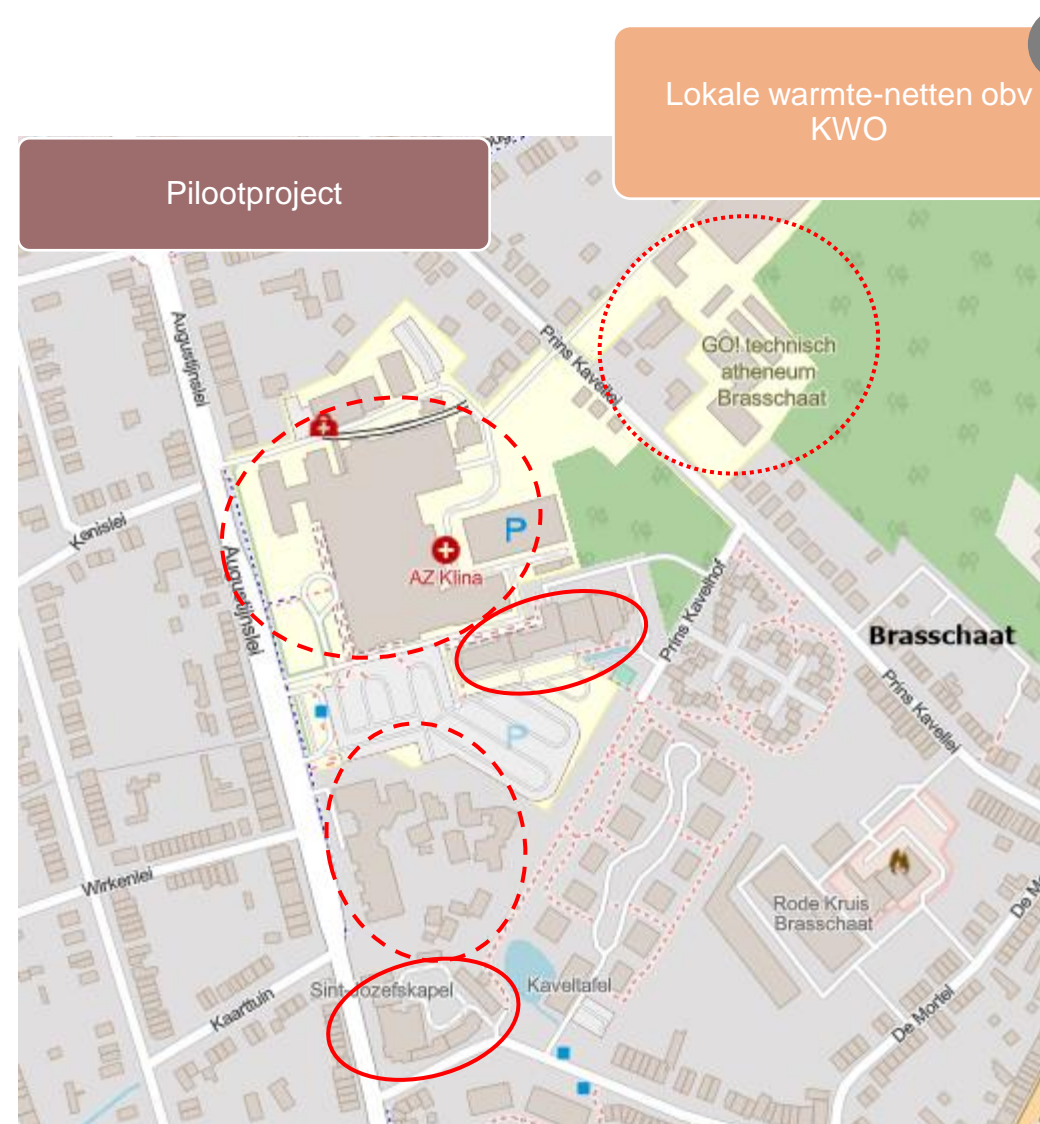 Lokale warmte-netten obv
KWO
Pilootproject
Augustijnslei
Prins Kavellei
GO! technisch
atheneum
Brasschaat
Kenislei
P
AZ Klina
Augustijnslei
Prins Kavelhof
Brasschaat
Prins Kavellei
P
Wirkenlei
Rode Kruis
Brasschaat
De M
Sint-Jozefskapel
Kaveltafel
Kaarttuin
De Mortel